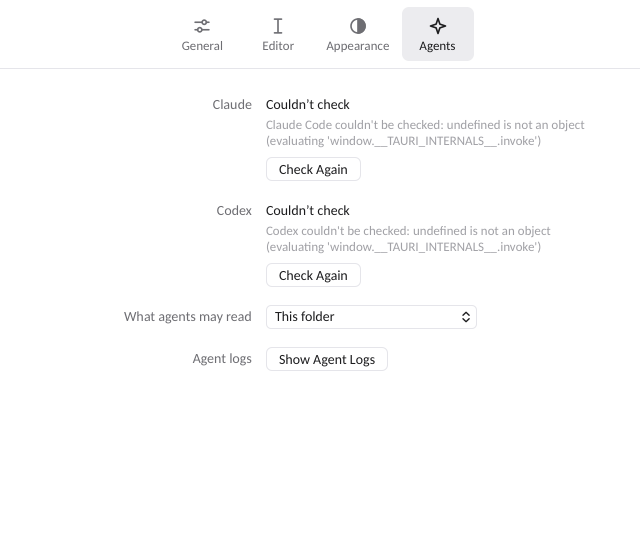 General
Editor
Appearance
Agents
Claude
Couldn’t check
Claude Code couldn't be checked: undefined is not an object
(evaluating 'window.__TAURI_INTERNALS__.invoke')
Check Again
Codex
Couldn’t check
Codex couldn't be checked: undefined is not an object
(evaluating 'window.__TAURI_INTERNALS__.invoke')
Check Again
What agents may read
This folder
Agent logs
Show Agent Logs